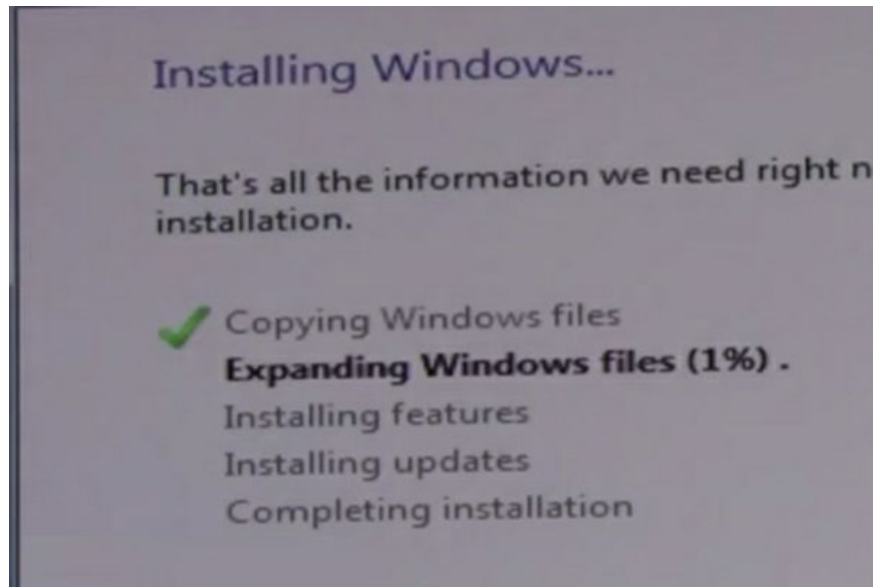 Installing Windows...
That's all the information we need right n
installation.
Copying Windows files
Expanding Windows files (1%) .
Installing features
Installing updates
Completing installation